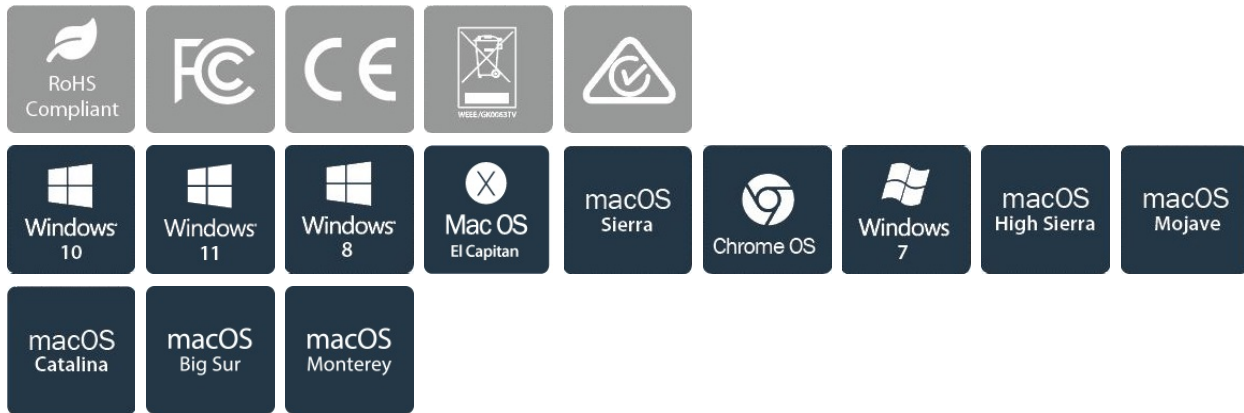 RoHS
Compliant
FC
CE
WEEE/GK0083TV
Windows
10
Windows
11
Windows
8
X
Mac OS
El Capitan
macOS
Sierra
Chrome OS
Windows
7
macOS
High Sierra
macOS
Mojave
macOS
Catalina
macOS
Big Sur
macOS
Monterey